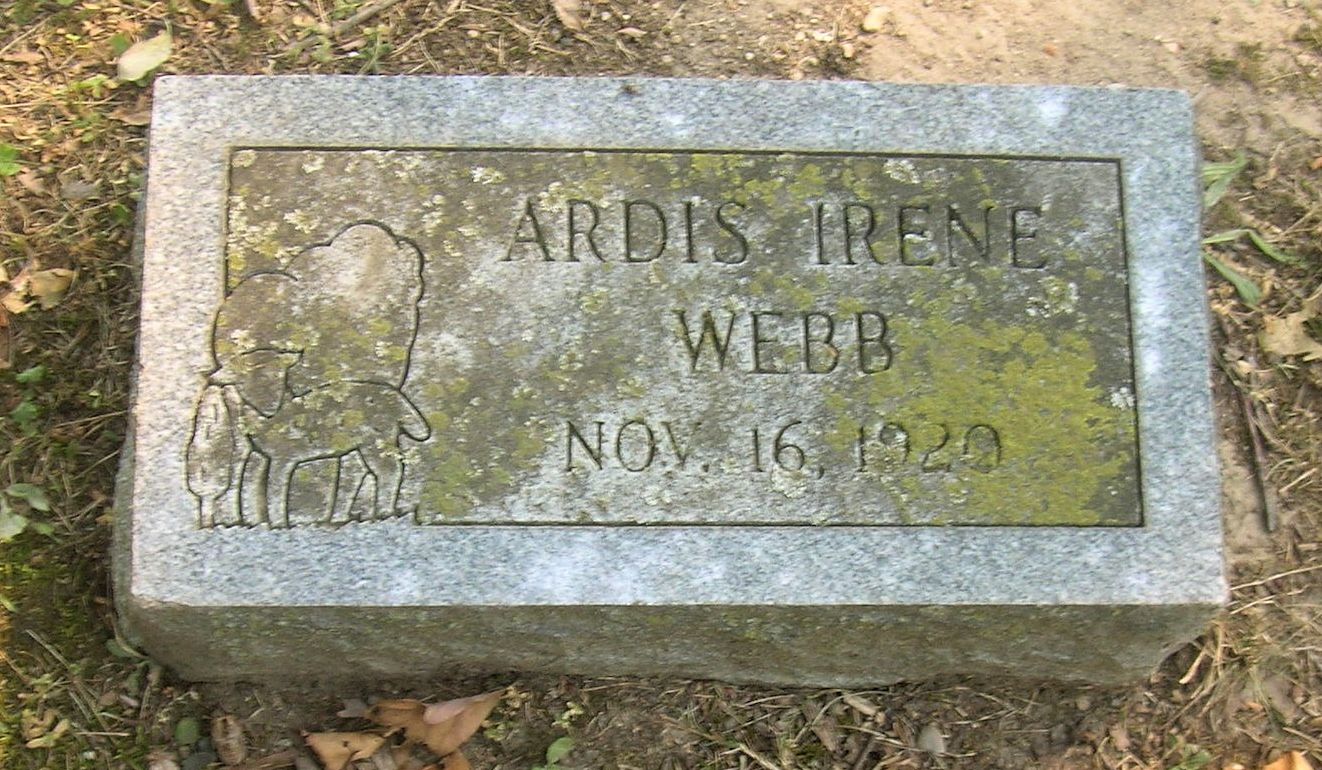 ARDIS IRENE
WEBB
NOV. 16, 1920